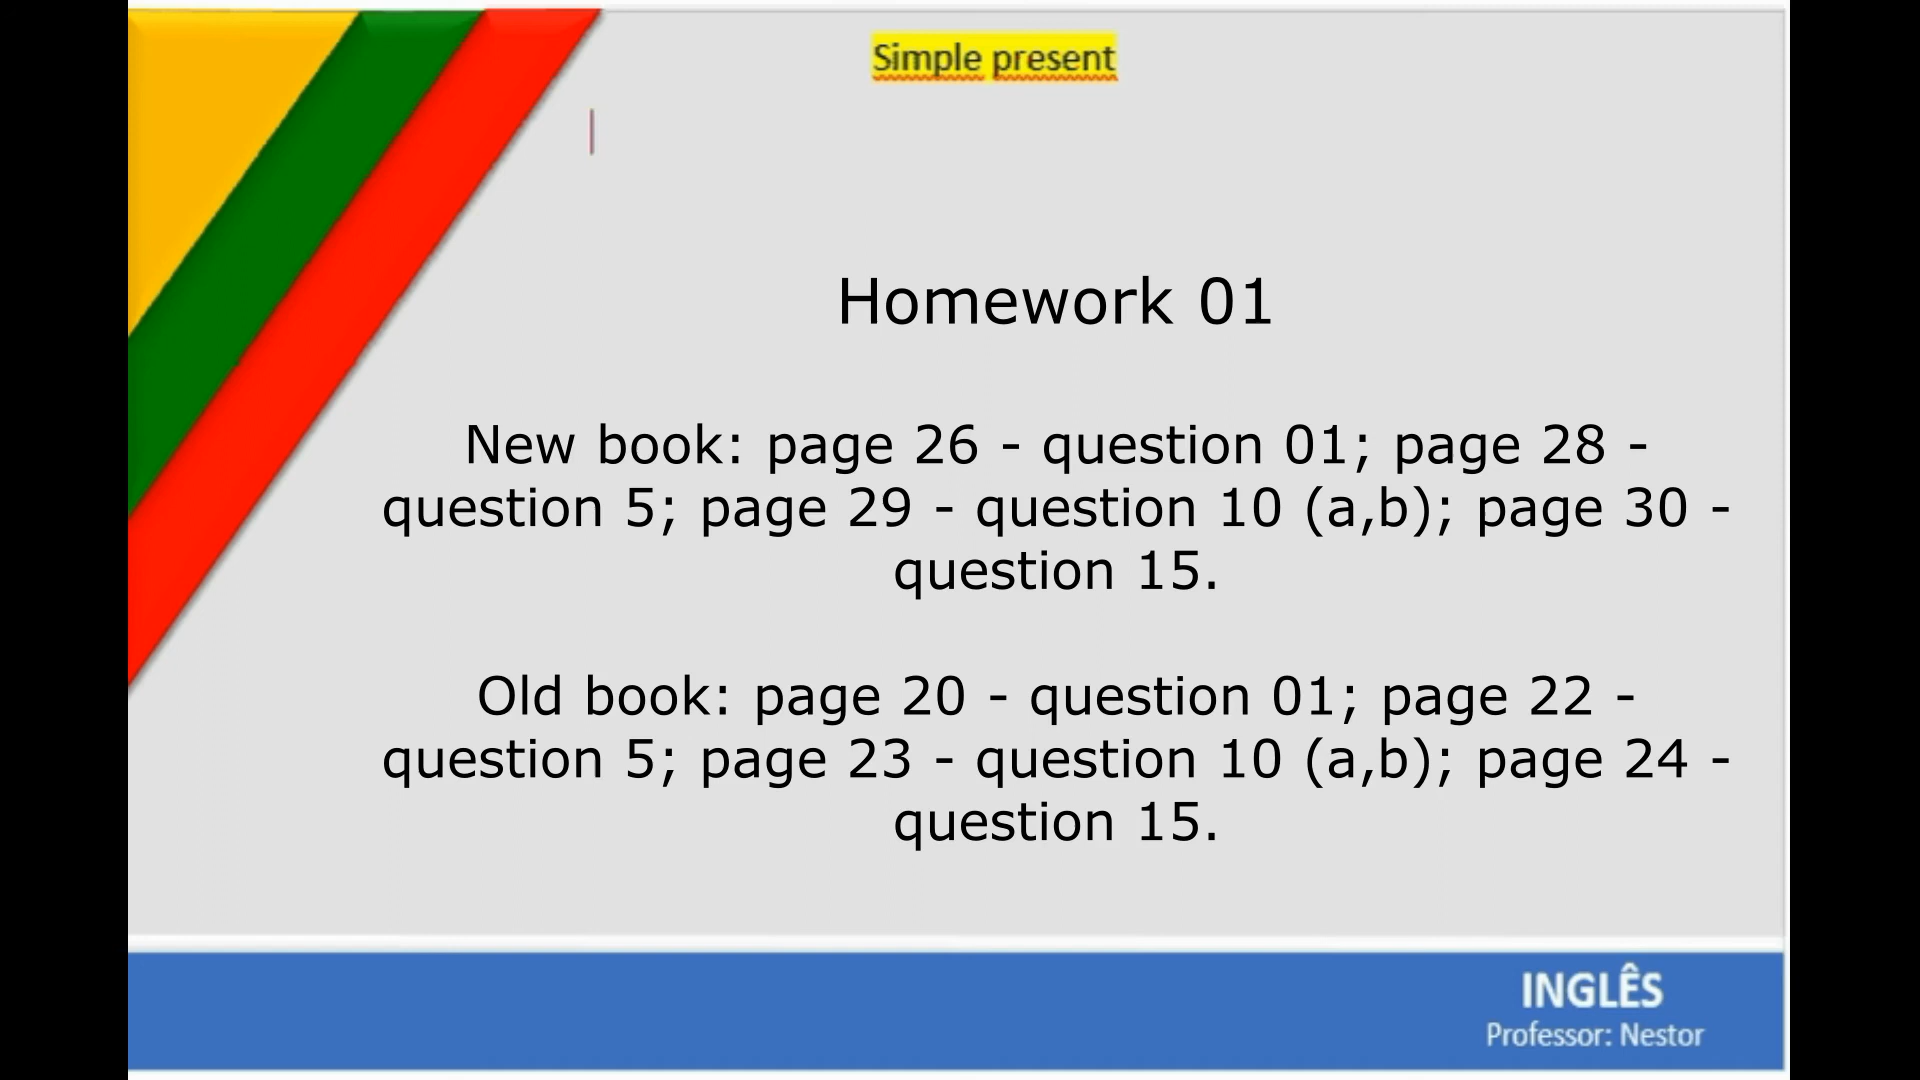 Simple present
Homework 01
New book: page 26 - question 01; page 28 -
question 5; page 29 - question 10 (a,b); page 30 -
question 15.
Old book: page 20 - question 01; page 22 -
question 5; page 23 - question 10 (a,b); page 24 -
question 15.
INGLÊS
Professor: Nestor